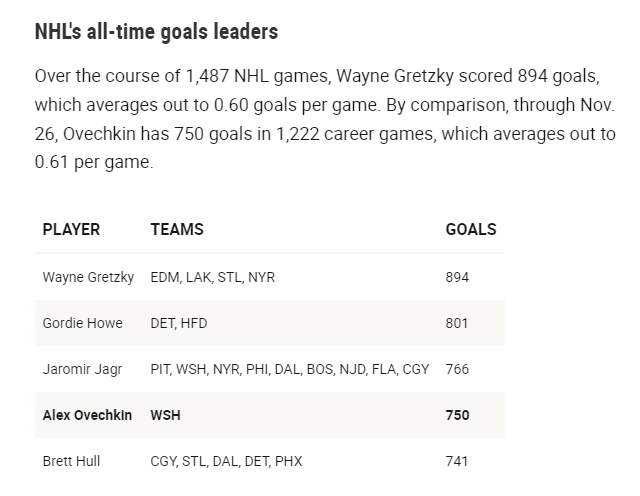 NHL's all-time goals leaders
Over the course of 1,487 NHL games, Wayne Gretzky scored 894 goals,
which averages out to 0.60 goals per game. By comparison, through Nov.
26, Ovechkin has 750 goals in 1,222 career games, which averages out to
0.61 per game.
PLAYER TEAMS GOALS
Wayne Gretzky EDM, LAK, STL, NYR 894
Gordie Howe DET, HFD 801
Jaromir Jagr PIT, WSH, NYR, PHI, DAL, BOS, NJD, FLA, CGY 766
Alex Ovechkin WSH 750
Brett Hull CGY, STL, DAL, DET, PHX 741